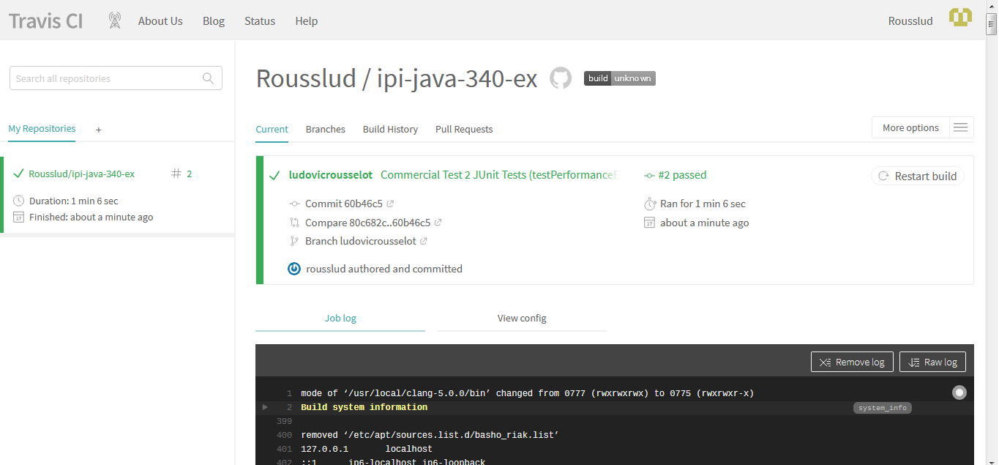 Travis CI About Us Blog Status Help Rousslud
Search all repositories
Rousslud / ipi-java-340-ex build unknown
My Repositories +
Current Branches Build History Pull Requests More options
Rousslud/ipi-java-340-ex # 2
Duration: 1 min 6 sec
Finished: about a minute ago
ludovicrousselot Commercial Test 2 JUnit Tests (testPerformance #2 passed Restart build
Commit 60b46c5 Ran for 1 min 6 sec
Compare 80c682c..60b46c5 about a minute ago
Branch ludovicrousselot
rousslud authored and committed
Job log View config
Remove log Raw log
1 mode of ‘/usr/local/clang-5.0.0/bin’ changed from 0777 (rwxrwxrwx) to 0775 (rwxrwxr-x)
2 Build system information system_info
399
400 removed ‘/etc/apt/sources.list.d/basho_riak.list’
401 127.0.0.1 localhost
402 ::1 ip6-localhost ip6-loopback